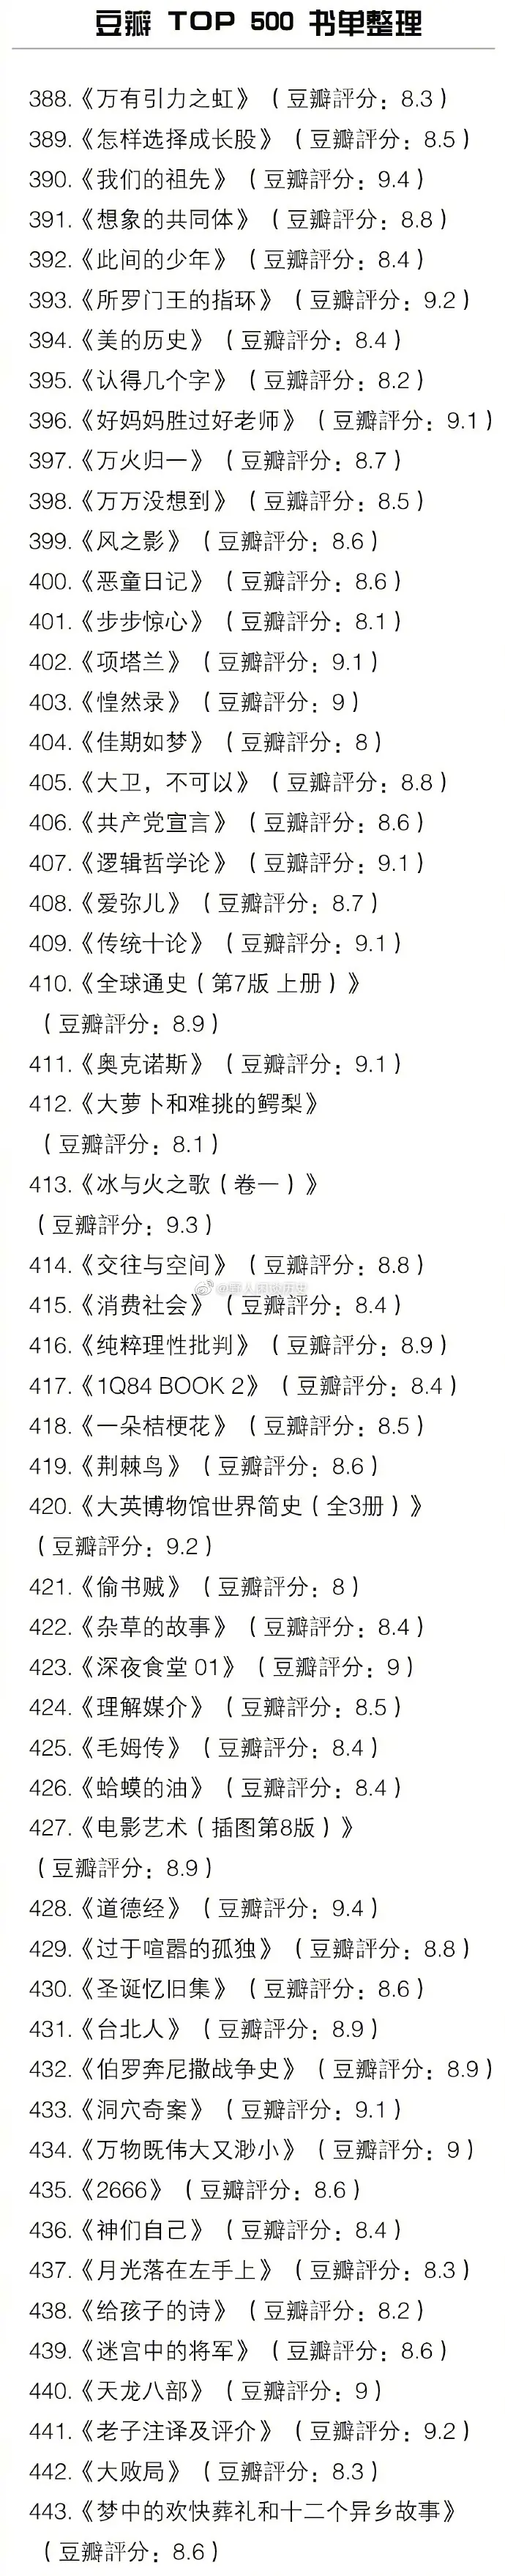 豆瓣 TOP 500 书单整理
388.《万有引力之虹》（豆瓣評分：8.3）
389.《怎样选择成长股》（豆瓣評分：8.5）
390.《我们的祖先》（豆瓣評分：9.4）
391.《想象的共同体》（豆瓣評分：8.8）
392.《此间的少年》（豆瓣評分：8.4）
393.《所罗门王的指环》（豆瓣評分：9.2）
394.《美的历史》（豆瓣評分：8.4）
395.《认得几个字》（豆瓣評分：8.2）
396.《好妈妈胜过好老师》（豆瓣評分：9.1）
397.《万火归一》（豆瓣評分：8.7）
398.《万万没想到》（豆瓣評分：8.5）
399.《风之影》（豆瓣評分：8.6）
400.《恶童日记》（豆瓣評分：8.6）
401.《步步惊心》（豆瓣評分：8.1）
402.《项塔兰》（豆瓣評分：9.1）
403.《惶然录》（豆瓣評分：9）
404.《佳期如梦》（豆瓣評分：8）
405.《大卫，不可以》（豆瓣評分：8.8）
406.《共产党宣言》（豆瓣評分：8.6）
407.《逻辑哲学论》（豆瓣評分：9.1）
408.《爱弥儿》（豆瓣評分：8.7）
409.《传统十论》（豆瓣評分：9.1）
410.《全球通史（第7版 上册）》
（豆瓣評分：8.9）
411.《奥克诺斯》（豆瓣評分：9.1）
412.《大萝卜和难挑的鳄梨》
（豆瓣評分：8.1）
413.《冰与火之歌（卷一）》
（豆瓣評分：9.3）
414.《交往与空间》（豆瓣評分：8.8）
415.《消费社会》（豆瓣評分：8.4）
416.《纯粹理性批判》（豆瓣評分：8.9）
417.《1Q84 BOOK 2》（豆瓣評分：8.4）
418.《一朵桔梗花》（豆瓣評分：8.5）
419.《荆棘鸟》（豆瓣評分：8.6）
420.《大英博物馆世界简史（全3册）》
（豆瓣評分：9.2）
421.《偷书贼》（豆瓣評分：8）
422.《杂草的故事》（豆瓣評分：8.4）
423.《深夜食堂 01》（豆瓣評分：9）
424.《理解媒介》（豆瓣評分：8.5）
425.《毛姆传》（豆瓣評分：8.4）
426.《蛤蟆的油》（豆瓣評分：8.4）
427.《电影艺术（插图第8版）》
（豆瓣評分：8.9）
428.《道德经》（豆瓣評分：9.4）
429.《过于喧嚣的孤独》（豆瓣評分：8.8）
430.《圣诞忆旧集》（豆瓣評分：8.6）
431.《台北人》（豆瓣評分：8.9）
432.《伯罗奔尼撒战争史》（豆瓣評分：8.9）
433.《洞穴奇案》（豆瓣評分：9.1）
434.《万物既伟大又渺小》（豆瓣評分：9）
435.《2666》（豆瓣評分：8.6）
436.《神们自己》（豆瓣評分：8.4）
437.《月光落在左手上》（豆瓣評分：8.3）
438.《给孩子的诗》（豆瓣評分：8.2）
439.《迷宫中的将军》（豆瓣評分：8.6）
440.《天龙八部》（豆瓣評分：9）
441.《老子注译及评介》（豆瓣評分：9.2）
442.《大败局》（豆瓣評分：8.3）
443.《梦中的欢快葬礼和十二个异乡故事》
（豆瓣評分：8.6）